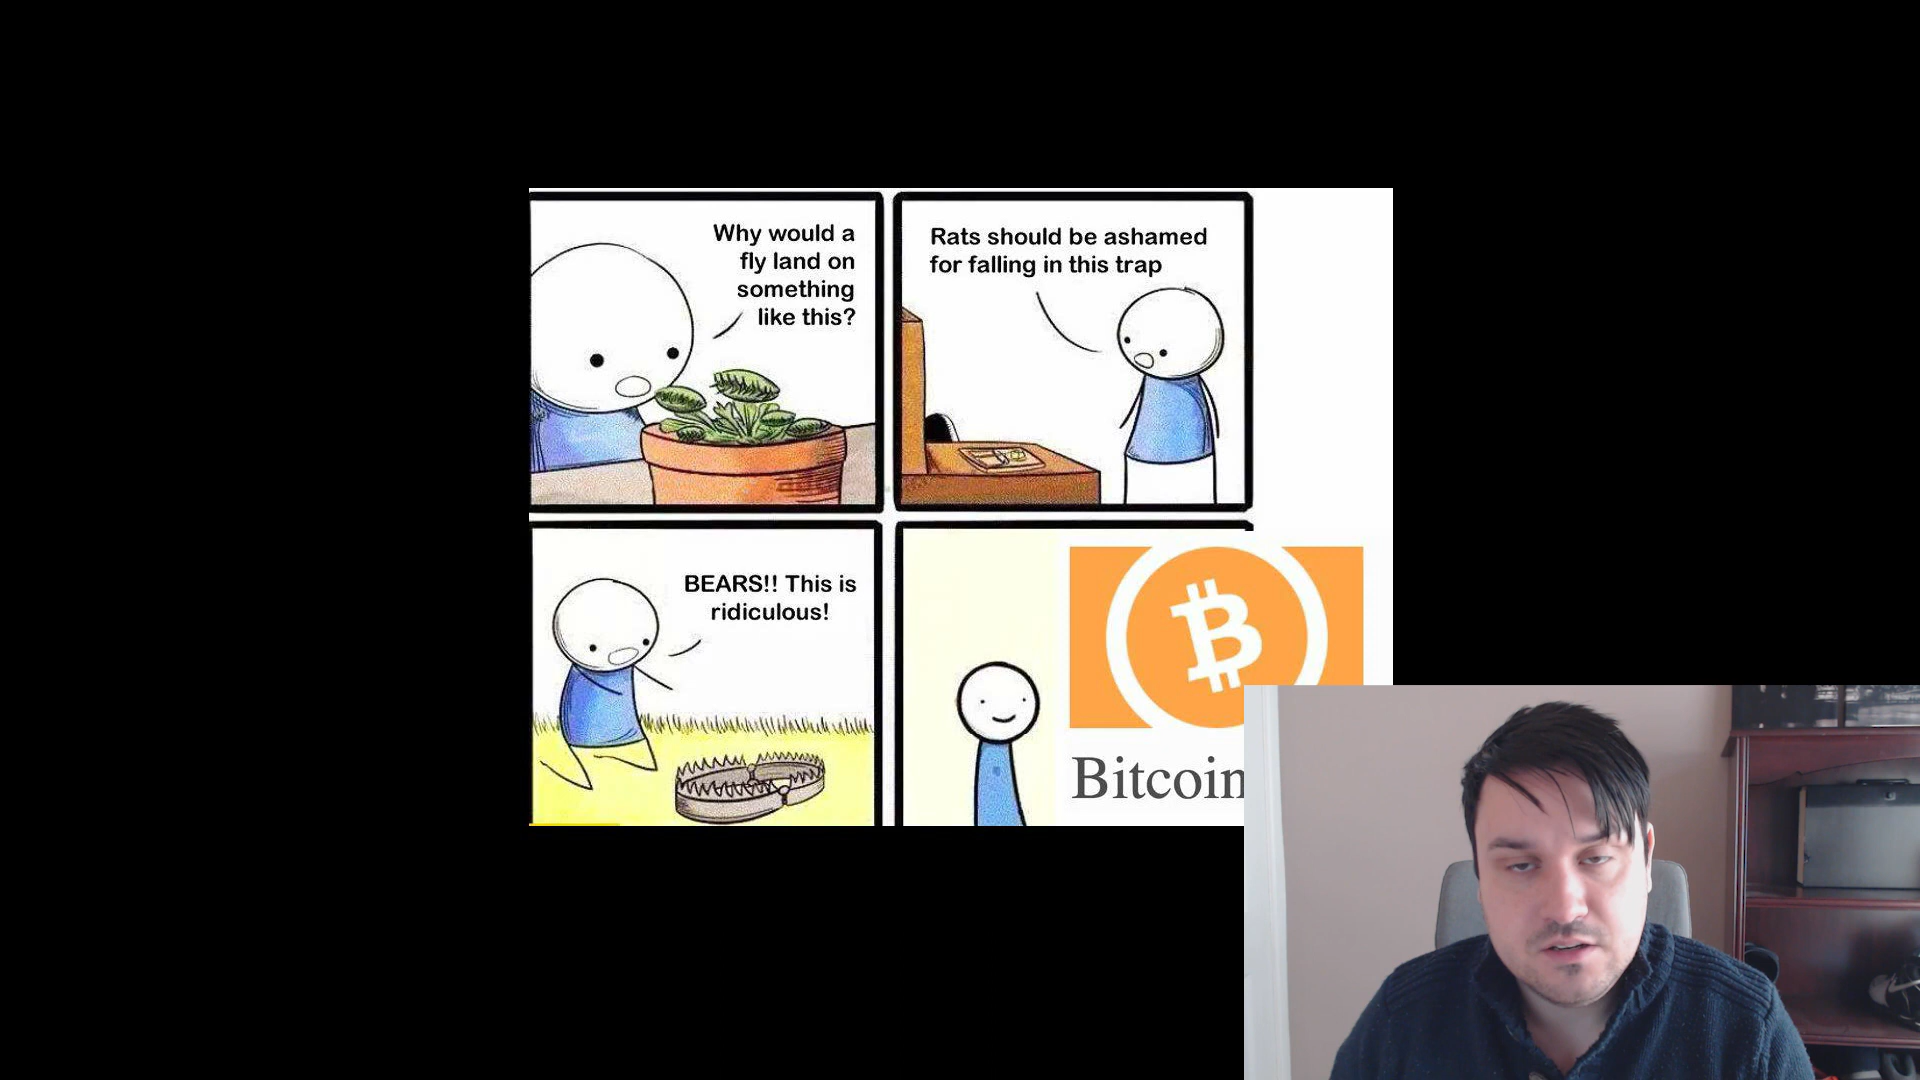 Why would a
fly land on
something
like this?
Rats should be ashamed
for falling in this trap
BEARS!! This is
ridiculous!
Bitcoin